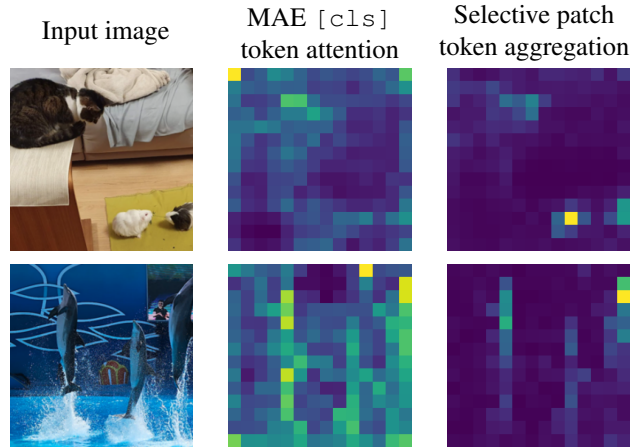 Input image
MAE [cls]
token attention
Selective patch
token aggregation